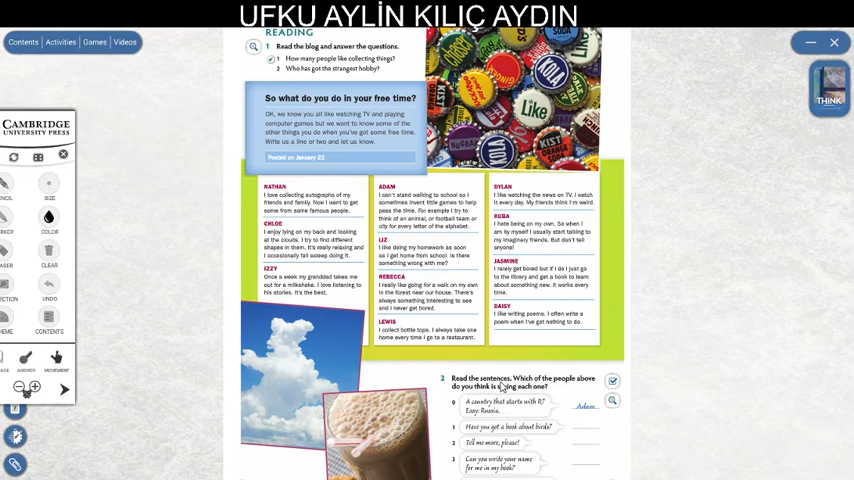 UFKU AYLİN KILIÇ AYDIN
Contents
Activities
Games
Videos
READING
1 Read the blog and answer the questions.
1 How many people like collecting things?
2 Who has got the strangest hobby?
So what do you do in your free time?
OK, we know you all like watching TV and playing
computer games but we want to know some of the
other things you do when you've got some free time.
Write us a line or two and let us know.
Posted on January 22
NATHAN
I love collecting autographs of my
friends and family. Now I want to get
some from some famous people.
CHLOE
I enjoy lying on my back and looking
at the clouds. I try to find different
shapes in them. It's really relaxing and
I occasionally fall asleep doing it.
IZZY
Once a week my granddad takes me
out for a milkshake. I love listening to
his stories. It's the best.
ADAM
I can't stand walking to school so I
sometimes invent little games to help
pass the time. For example I try to
think of an animal, or football team or
city for every letter of the alphabet.
LIZ
I like doing my homework as soon
as I get home from school. Is there
something wrong with me?
REBECCA
I really like going for a walk on my own
in the forest near our house. There's
always something interesting to see
and I never get bored.
LEWIS
I collect bottle tops. I always take one
home every time I go to a restaurant.
DYLAN
I like watching the news on TV. I watch
it every day. My friends think I'm weird.
KUBA
I hate being on my own. So when I
am by myself I usually start talking to
my imaginary friends. But don't tell
anyone!
JASMINE
I rarely get bored but if I do I just go
to the library and get a book to learn
about something new. It works every
time.
DAISY
I like writing poems. I often write a
poem when I've got nothing to do.
2 Read the sentences. Which of the people above
do you think is saying each one?
0 A country that starts with R?
Easy: Russia.
Adam
1 Have you got a book about birds?
2 Tell me more, please!
3 Can you write your name
for me in my book?
CAMBRIDGE
UNIVERSITY PRESS
SIZE
COLOR
CLEAR
UNDO
CONTENTS
ANSWER
MOVEMENT
THINK
Classic!
GINGER
KOLA
Like
KIST
ORANGE
SODA
KOLA